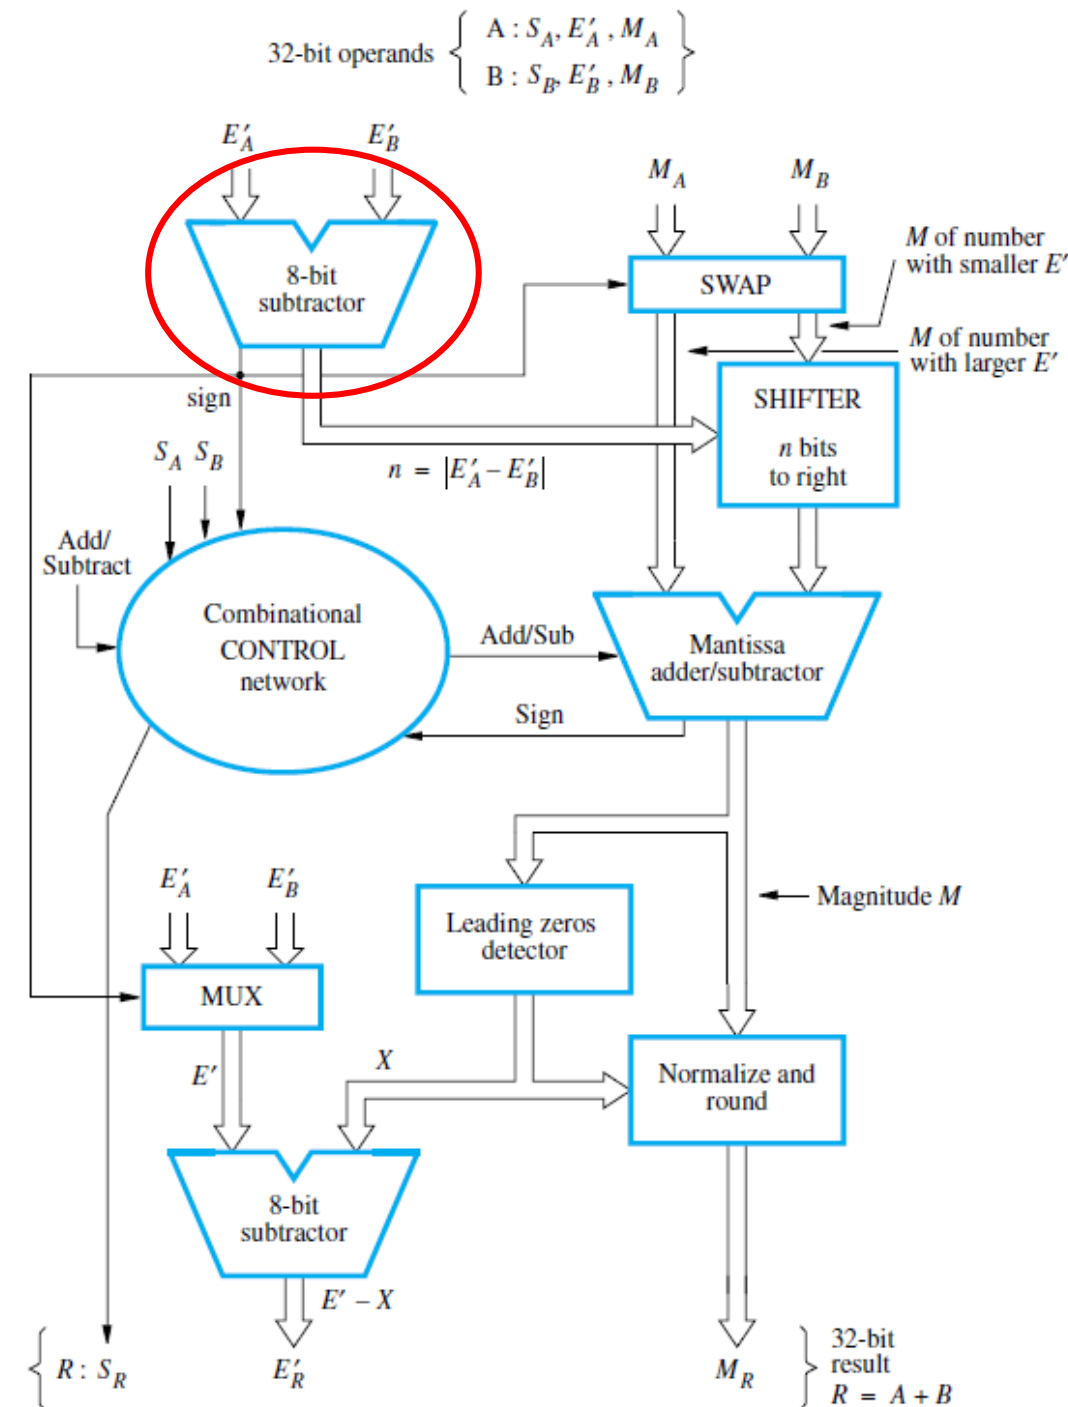 32-bit operands
A : S_A, E′_A , M_A
B : S_B, E′_B , M_B
E′_A
E′_B
M_A
M_B
8-bit
subtractor
SWAP
M of number
with smaller E′
M of number
with larger E′
sign
SHIFTER
n bits
to right
n = |E′_A – E′_B|
S_A
S_B
Add/
Subtract
Combinational
CONTROL
network
Add/Sub
Mantissa
adder/subtractor
Sign
E′_A
E′_B
Leading zeros
detector
Magnitude M
MUX
E′
X
Normalize and
round
8-bit
subtractor
E′ – X
R : S_R
E′_R
M_R
32-bit
result
R = A + B